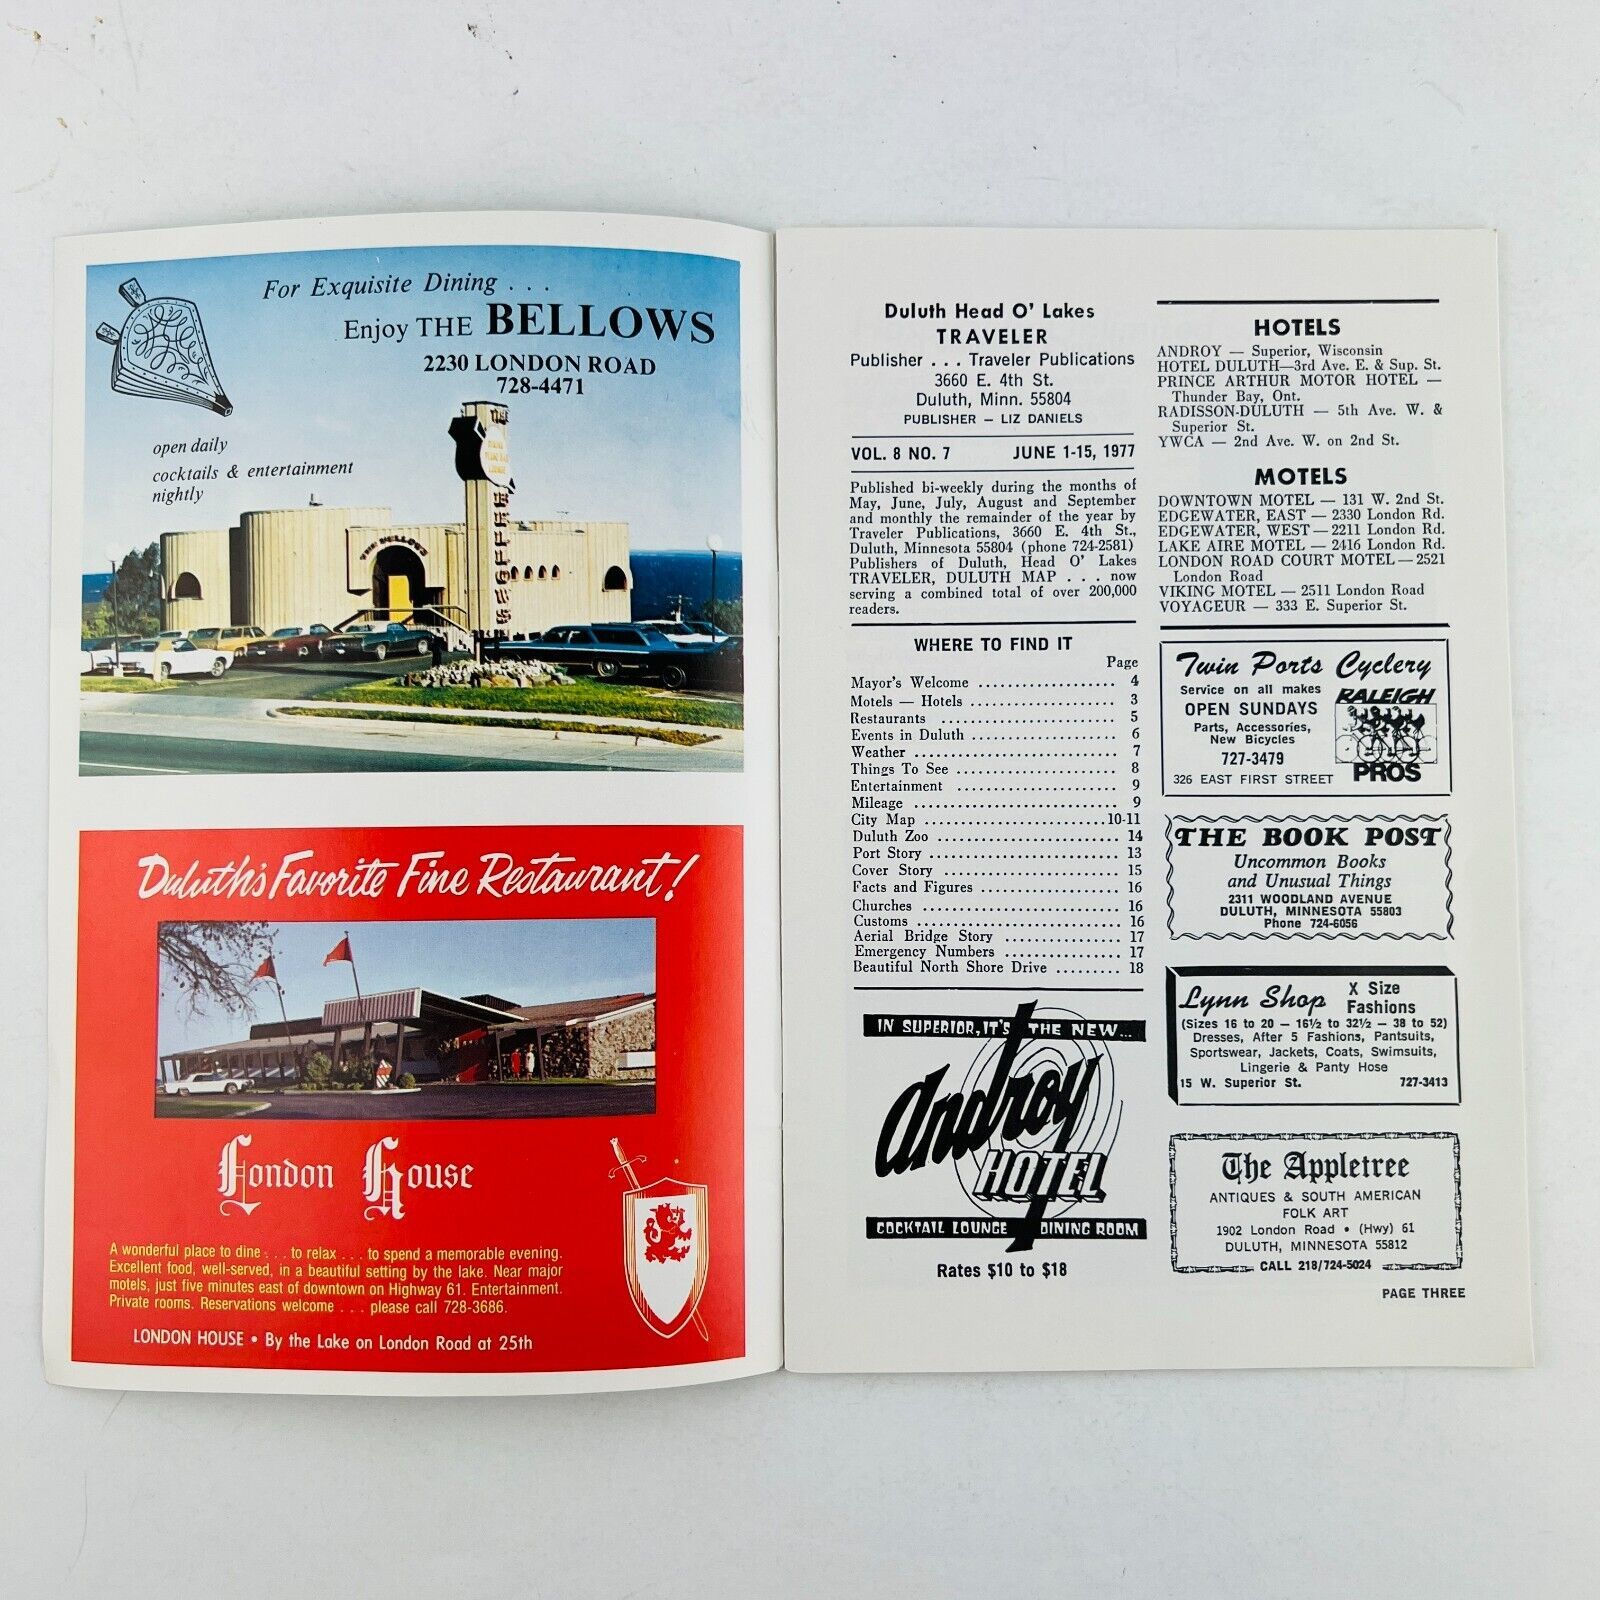 For Exquisite Dining . . .
Enjoy THE BELLOWS
2230 LONDON ROAD
728-4471
open daily
cocktails & entertainment
nightly
THE
PIANO BAR
LOUNGE
BELLOWS
THE BELLOWS
Duluth's Favorite Fine Restaurant!
London House
A wonderful place to dine . . . to relax . . . to spend a memorable evening.
Excellent food, well-served, in a beautiful setting by the lake. Near major
motels, just five minutes east of downtown on Highway 61. Entertainment.
Private rooms. Reservations welcome . . . please call 728-3686.
LONDON HOUSE • By the Lake on London Road at 25th
Duluth Head O' Lakes
TRAVELER
Publisher . . . Traveler Publications
3660 E. 4th St.
Duluth, Minn. 55804
PUBLISHER – LIZ DANIELS
VOL. 8 NO. 7 JUNE 1-15, 1977
Published bi-weekly during the months of
May, June, July, August and September
and monthly the remainder of the year by
Traveler Publications, 3660 E. 4th St.,
Duluth, Minnesota 55804 (phone 724-2581)
Publishers of Duluth, Head O' Lakes
TRAVELER, DULUTH MAP . . . now
serving a combined total of over 200,000
readers.
WHERE TO FIND IT
Page
Mayor's Welcome .................. 4
Motels — Hotels .................. 3
Restaurants .................. 5
Events in Duluth .................. 6
Weather .................. 7
Things To See .................. 8
Entertainment .................. 9
Mileage .................. 9
City Map .................. 10-11
Duluth Zoo .................. 14
Port Story .................. 13
Cover Story .................. 15
Facts and Figures .................. 16
Churches .................. 16
Customs .................. 16
Aerial Bridge Story .................. 17
Emergency Numbers .................. 17
Beautiful North Shore Drive ......... 18
IN SUPERIOR, IT'S THE NEW...
Androy
HOTEL
COCKTAIL LOUNGE DINING ROOM
Rates $10 to $18
HOTELS
ANDROY — Superior, Wisconsin
HOTEL DULUTH—3rd Ave. E. & Sup. St.
PRINCE ARTHUR MOTOR HOTEL —
Thunder Bay, Ont.
RADISSON-DULUTH — 5th Ave. W. &
Superior St.
YWCA — 2nd Ave. W. on 2nd St.
MOTELS
DOWNTOWN MOTEL — 131 W. 2nd St.
EDGEWATER, EAST — 2330 London Rd.
EDGEWATER, WEST — 2211 London Rd.
LAKE AIRE MOTEL — 2416 London Rd.
LONDON ROAD COURT MOTEL — 2521
London Road
VIKING MOTEL — 2511 London Road
VOYAGEUR — 333 E. Superior St.
Twin Ports Cyclery
Service on all makes
OPEN SUNDAYS
Parts, Accessories,
New Bicycles
727-3479
326 EAST FIRST STREET
RALEIGH
PROS
THE BOOK POST
Uncommon Books
and Unusual Things
2311 WOODLAND AVENUE
DULUTH, MINNESOTA 55803
Phone 724-6056
Lynn Shop X Size
Fashions
(Sizes 16 to 20 – 16½ to 32½ – 38 to 52)
Dresses, After 5 Fashions, Pantsuits,
Sportswear, Jackets, Coats, Swimsuits,
Lingerie & Panty Hose
15 W. Superior St. 727-3413
The Appletree
ANTIQUES & SOUTH AMERICAN
FOLK ART
1902 London Road • (Hwy) 61
DULUTH, MINNESOTA 55812
CALL 218/724-5024
PAGE THREE